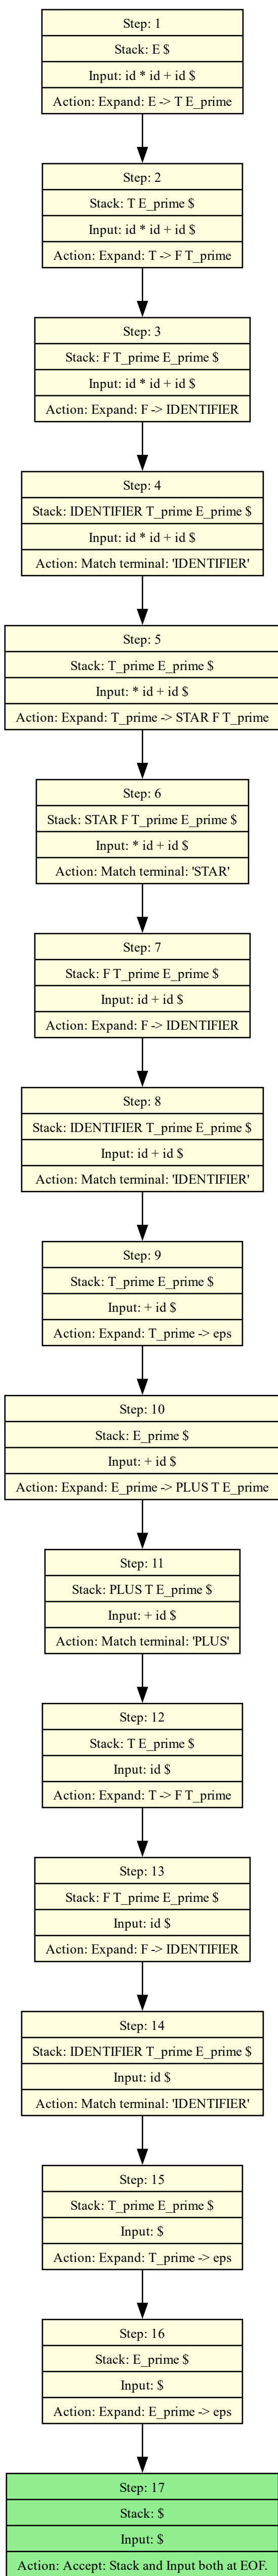 Step: 1
Stack: E $
Input: id * id + id $
Action: Expand: E -> T E_prime
Step: 2
Stack: T E_prime $
Input: id * id + id $
Action: Expand: T -> F T_prime
Step: 3
Stack: F T_prime E_prime $
Input: id * id + id $
Action: Expand: F -> IDENTIFIER
Step: 4
Stack: IDENTIFIER T_prime E_prime $
Input: id * id + id $
Action: Match terminal: 'IDENTIFIER'
Step: 5
Stack: T_prime E_prime $
Input: * id + id $
Action: Expand: T_prime -> STAR F T_prime
Step: 6
Stack: STAR F T_prime E_prime $
Input: * id + id $
Action: Match terminal: 'STAR'
Step: 7
Stack: F T_prime E_prime $
Input: id + id $
Action: Expand: F -> IDENTIFIER
Step: 8
Stack: IDENTIFIER T_prime E_prime $
Input: id + id $
Action: Match terminal: 'IDENTIFIER'
Step: 9
Stack: T_prime E_prime $
Input: + id $
Action: Expand: T_prime -> eps
Step: 10
Stack: E_prime $
Input: + id $
Action: Expand: E_prime -> PLUS T E_prime
Step: 11
Stack: PLUS T E_prime $
Input: + id $
Action: Match terminal: 'PLUS'
Step: 12
Stack: T E_prime $
Input: id $
Action: Expand: T -> F T_prime
Step: 13
Stack: F T_prime E_prime $
Input: id $
Action: Expand: F -> IDENTIFIER
Step: 14
Stack: IDENTIFIER T_prime E_prime $
Input: id $
Action: Match terminal: 'IDENTIFIER'
Step: 15
Stack: T_prime E_prime $
Input: $
Action: Expand: T_prime -> eps
Step: 16
Stack: E_prime $
Input: $
Action: Expand: E_prime -> eps
Step: 17
Stack: $
Input: $
Action: Accept: Stack and Input both at EOF.